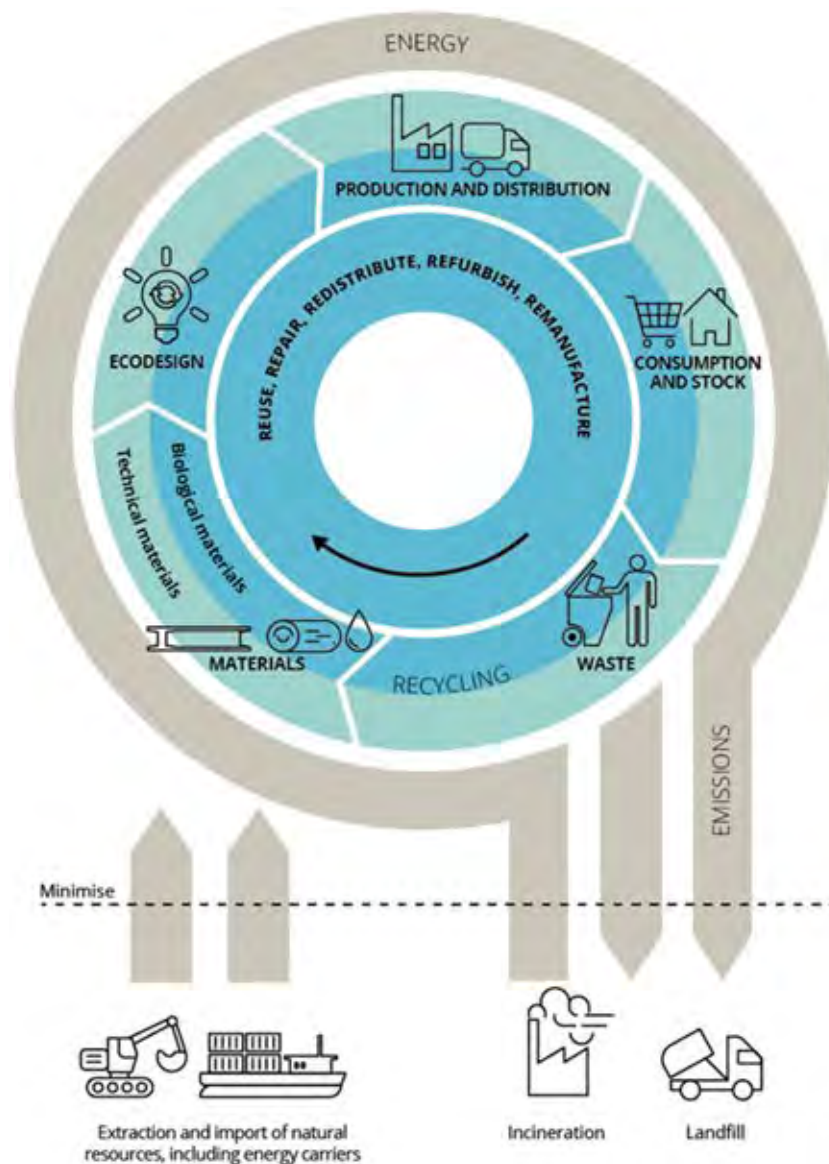 ENERGY
PRODUCTION AND DISTRIBUTION
REUSE, REPAIR, REDISTRIBUTE, REFURBISH, REMANUFACTURE
ECODESIGN
CONSUMPTION
AND STOCK
Technical materials
Biological materials
MATERIALS
RECYCLING
WASTE
EMISSIONS
Minimise
Extraction and import of natural
resources, including energy carriers
Incineration
Landfill